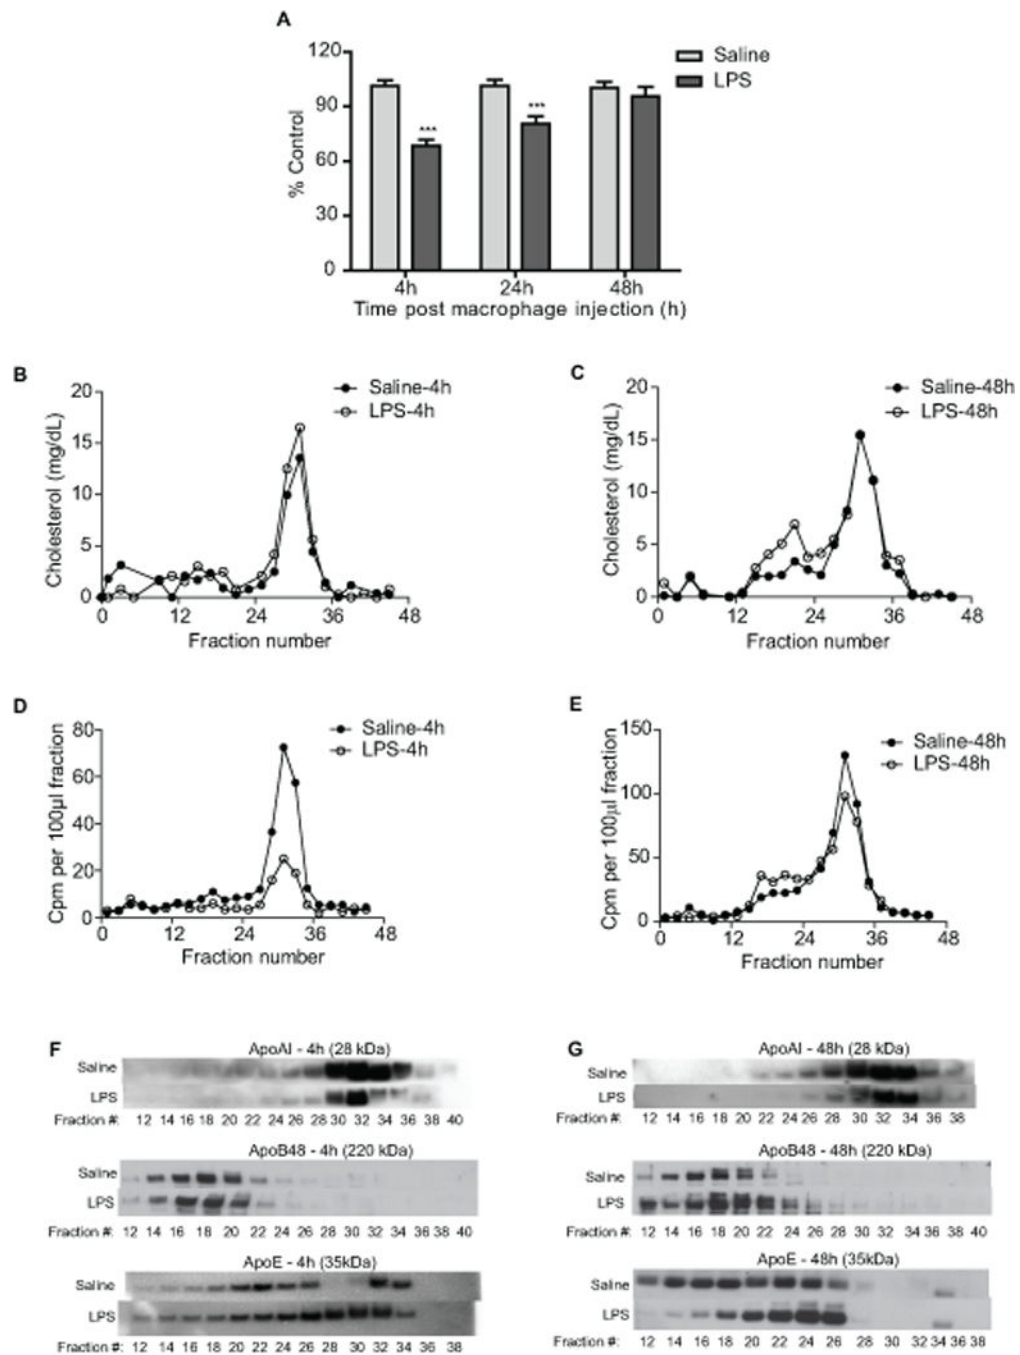 A
120
90
60
30
0
% Control
***
***
Saline
LPS
4h 24h 48h
Time post macrophage injection (h)
B
20
15
10
5
0
Cholesterol (mg/dL)
Saline-4h
LPS-4h
0 12 24 36 48
Fraction number
C
20
15
10
5
0
Cholesterol (mg/dL)
Saline-48h
LPS-48h
0 12 24 36 48
Fraction number
D
80
60
40
20
0
Cpm per 100µl fraction
Saline-4h
LPS-4h
0 12 24 36 48
Fraction number
E
150
100
50
0
Cpm per 100µl fraction
Saline-48h
LPS-48h
0 12 24 36 48
Fraction number
F
ApoAI - 4h (28 kDa)
Saline
LPS
Fraction #: 12 14 16 18 20 22 24 26 28 30 32 34 36 38 40
ApoB48 - 4h (220 kDa)
Saline
LPS
Fraction #: 12 14 16 18 20 22 24 26 28 30 32 34 36 38 40
ApoE - 4h (35kDa)
Saline
LPS
Fraction #: 12 14 16 18 20 22 24 26 28 30 32 34 36 38
G
ApoAI - 48h (28 kDa)
Saline
LPS
Fraction #: 12 14 16 18 20 22 24 26 28 30 32 34 36 38
ApoB48 - 48h (220 kDa)
Saline
LPS
Fraction #: 12 14 16 18 20 22 24 26 28 30 32 34 36 38 40
ApoE - 48h (35kDa)
Saline
LPS
Fraction #: 12 14 16 18 20 22 24 26 28 30 32 34 36 38